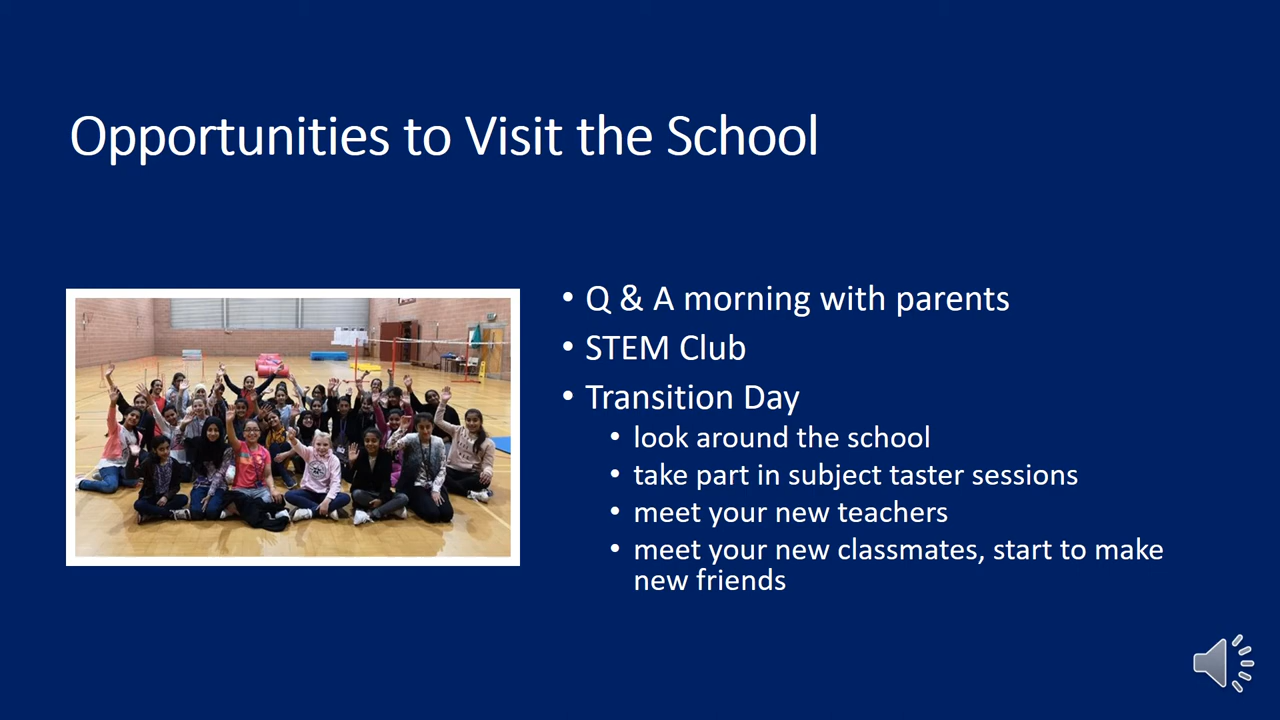 Opportunities to Visit the School
• Q & A morning with parents
• STEM Club
• Transition Day
• look around the school
• take part in subject taster sessions
• meet your new teachers
• meet your new classmates, start to make
new friends